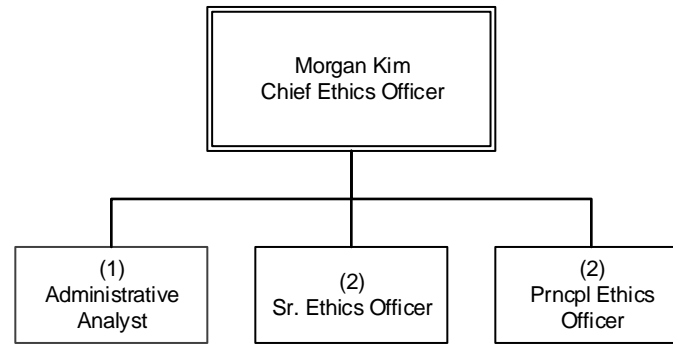 Morgan Kim
Chief Ethics Officer
(1)
Administrative
Analyst
(2)
Sr. Ethics Officer
(2)
Prncpl Ethics
Officer